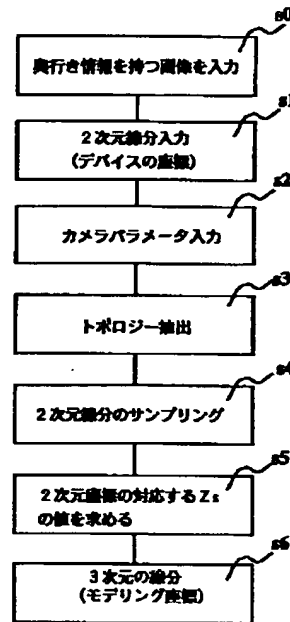 s0
奥行き情報を持つ画像を入力
s1
2次元線分入力
(デバイスの座標)
s2
カメラパラメータ入力
s3
トポロジー抽出
s4
2次元線分のサンプリング
s5
2次元座標の対応するZs
の値を求める
s6
3次元の線分
(モデリング座標)